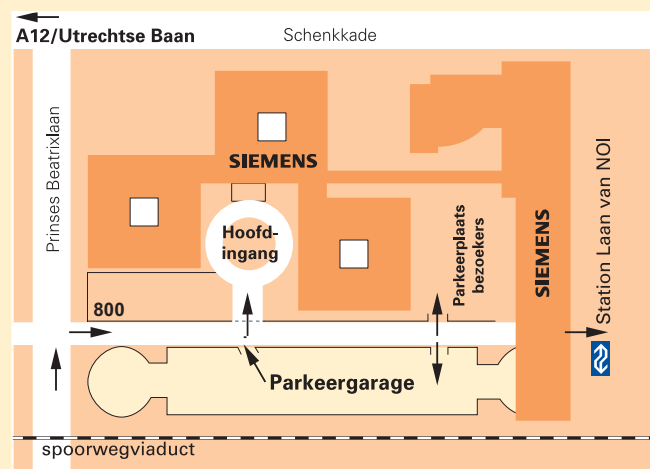 A12/Utrechtse Baan
Schenkkade
Prinses Beatrixlaan
SIEMENS
Hoofd-
ingang
Parkeerplaats
bezoekers
SIEMENS
Station Laan van NOI
800
Parkeergarage
spoorwegviaduct